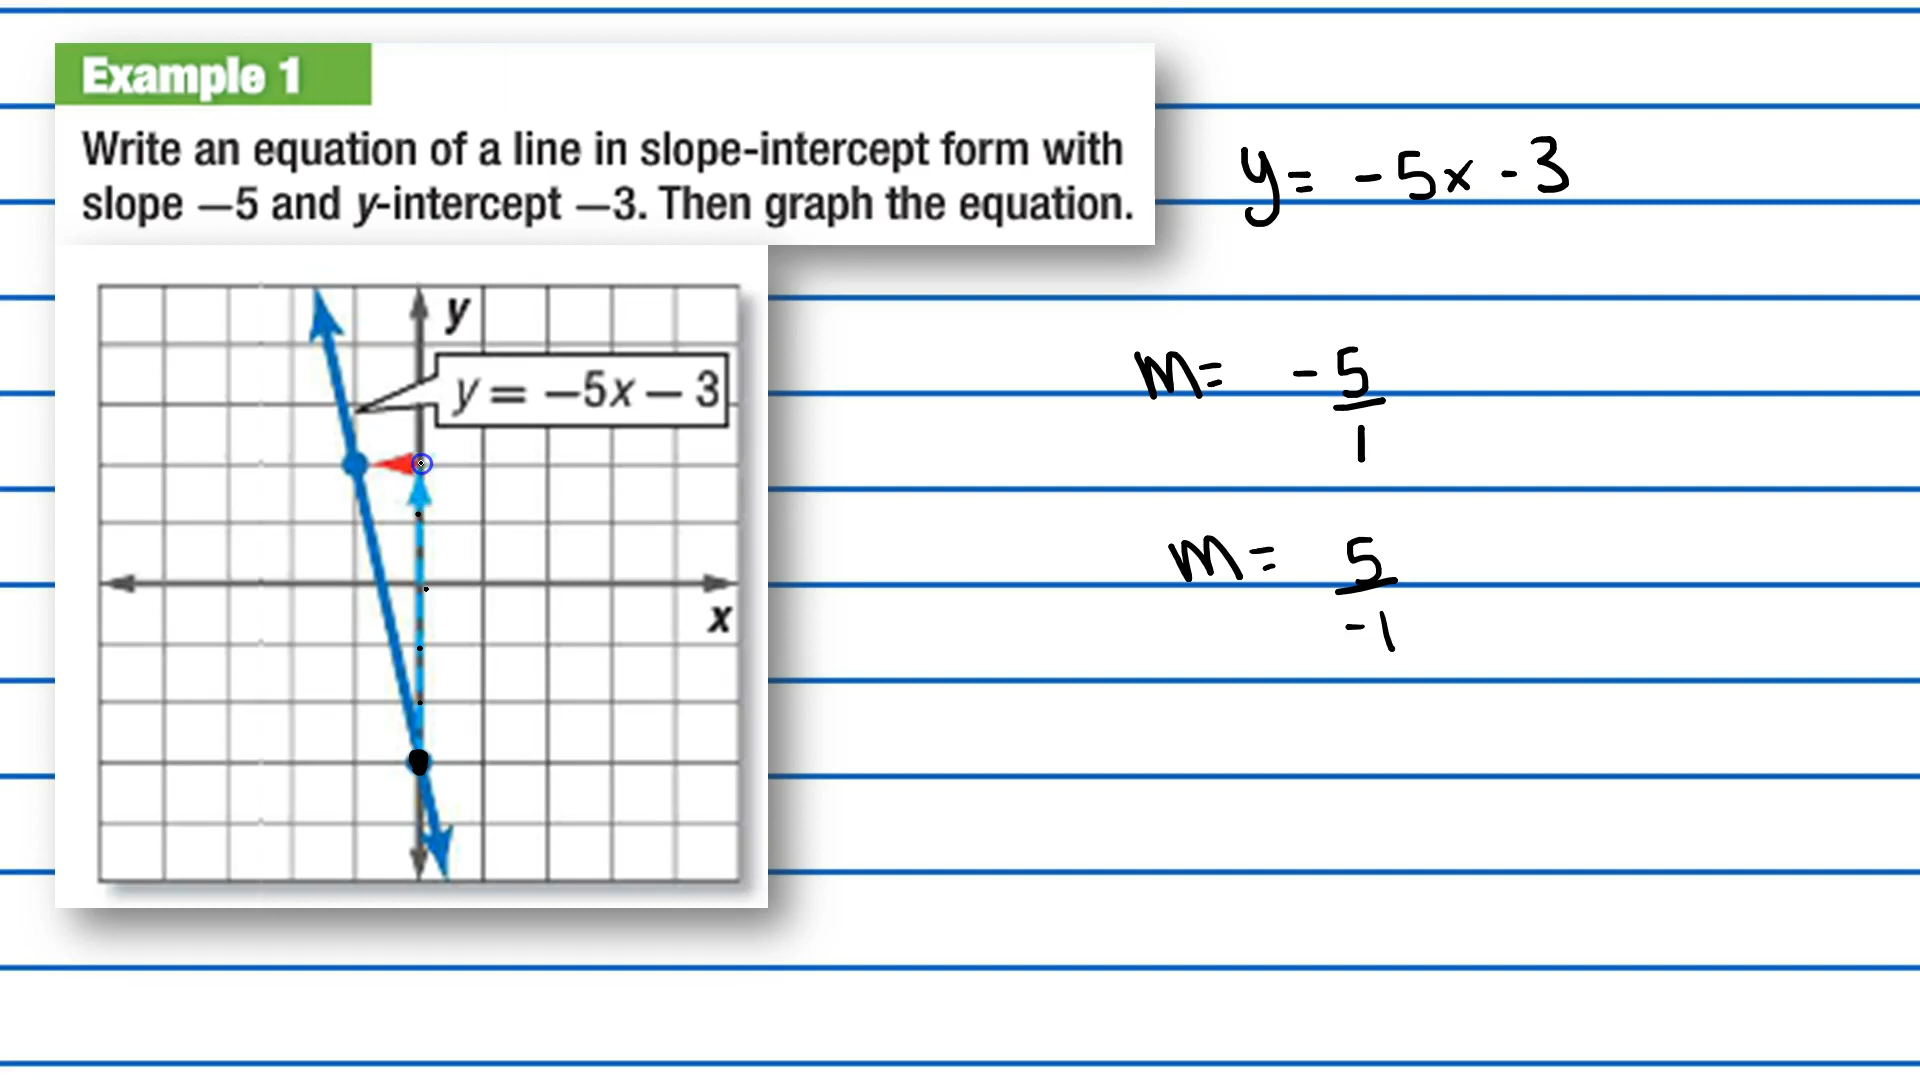 Example 1
Write an equation of a line in slope-intercept form with
slope —5 and y-intercept —3. Then graph the equation.
y = -5x - 3
y
y = —5x — 3
x
m = -5
1
m = 5
-1